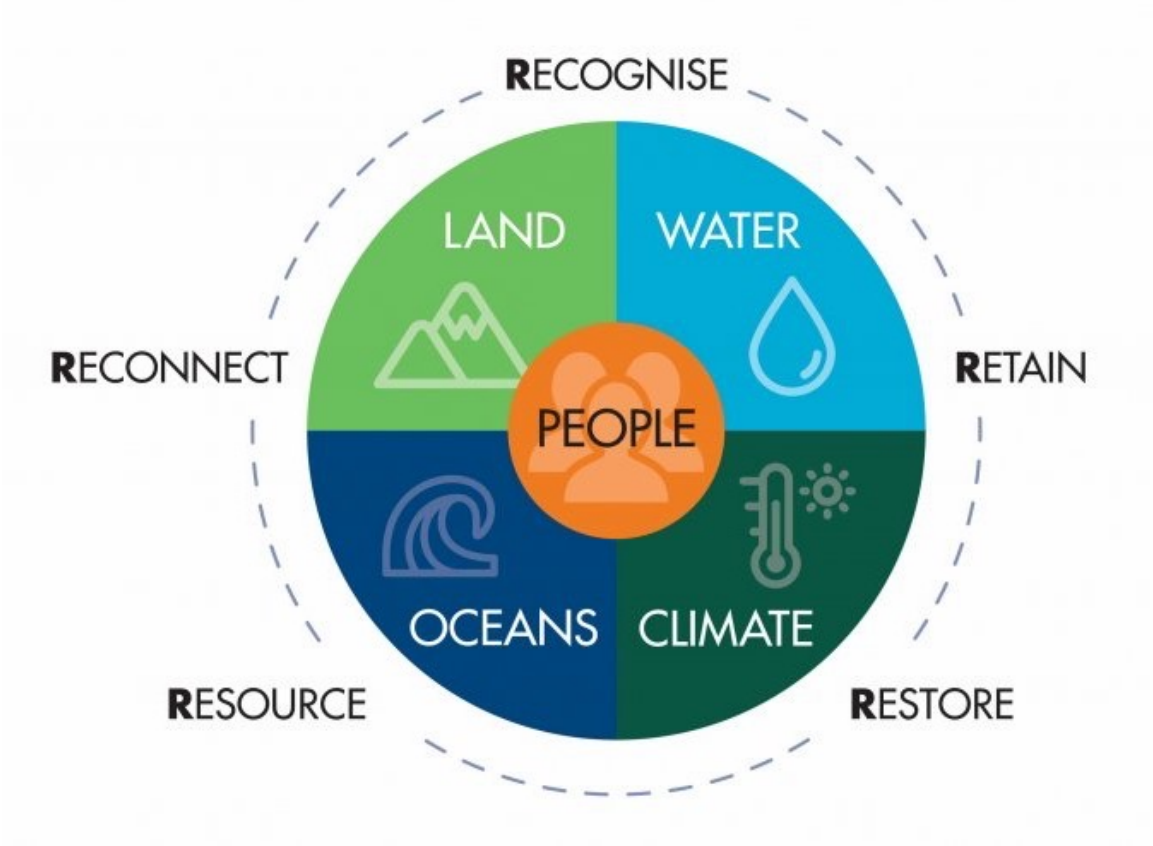 RECOGNISE
LAND
WATER
RECONNECT
RETAIN
PEOPLE
OCEANS
CLIMATE
RESOURCE
RESTORE